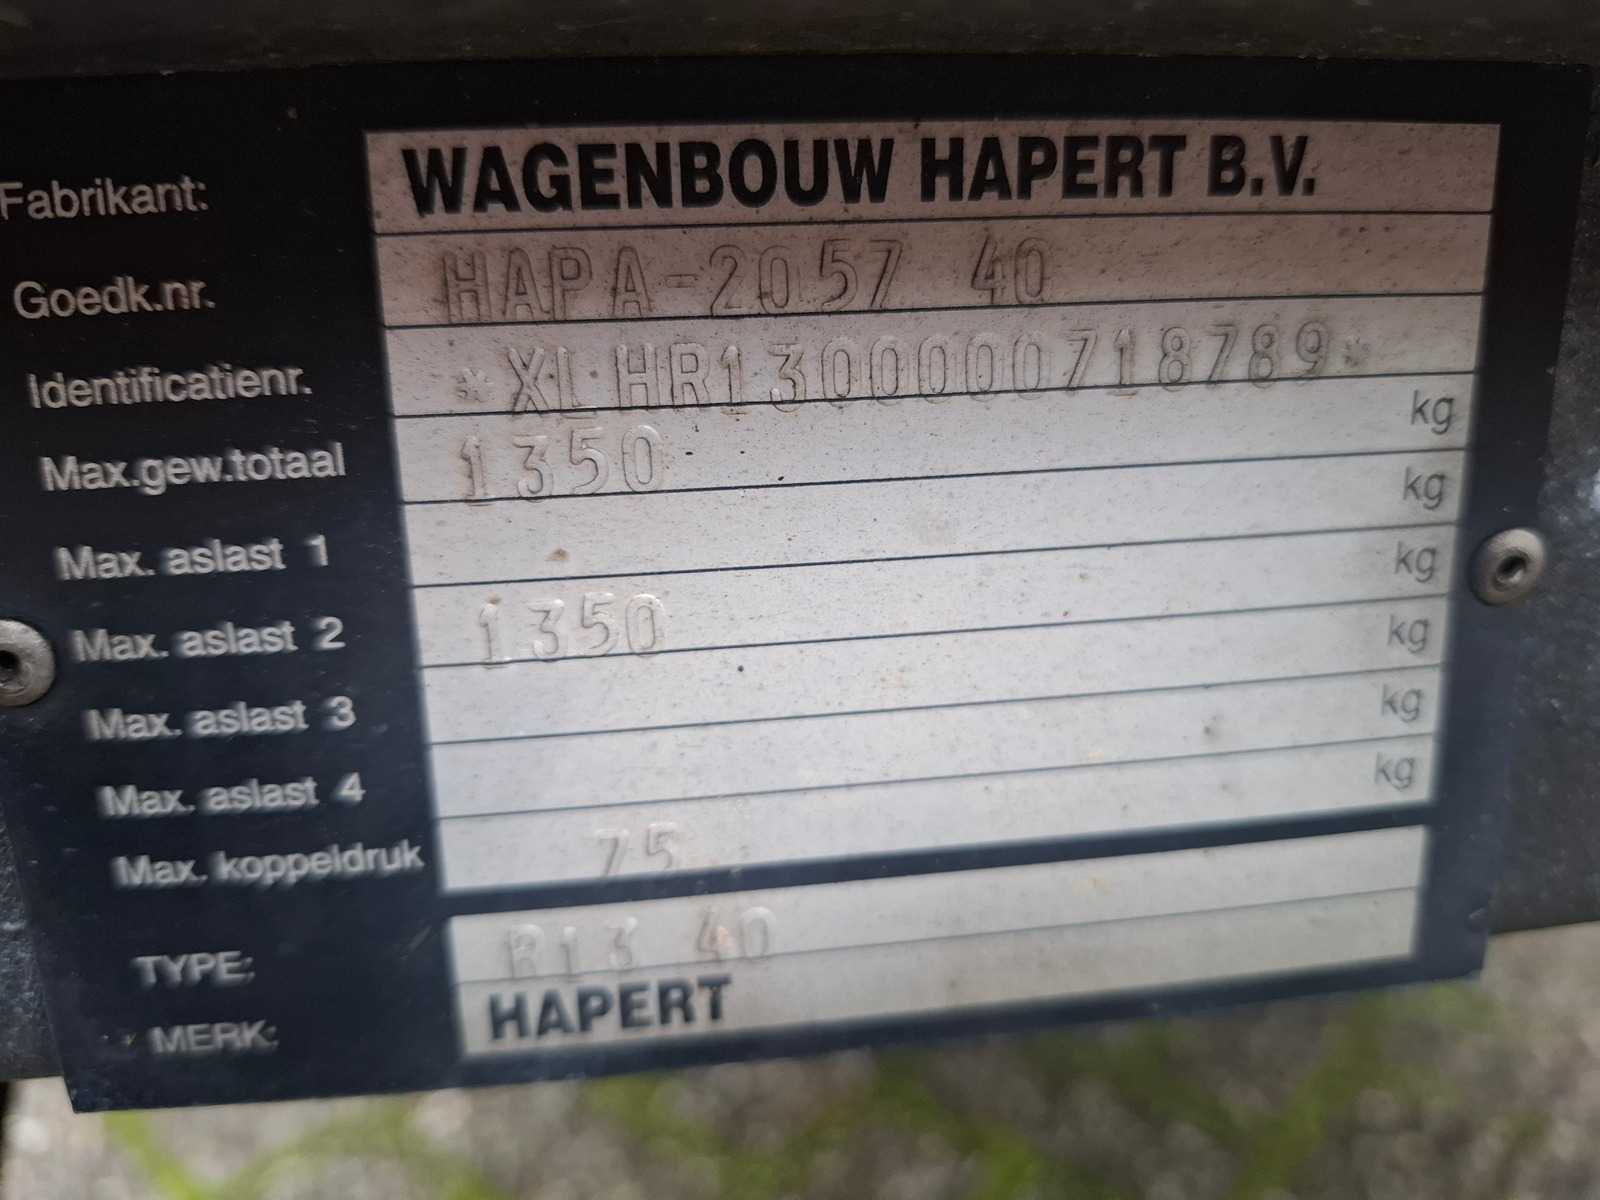 Fabrikant: WAGENBOUW HAPERT B.V.
Goedk.nr. HAPA-2057 40
Identificatienr. *XLHR1300000718789*
Max.gew.totaal 1350 kg
Max. aslast 1 kg
Max. aslast 2 1350 kg
Max. aslast 3 kg
Max. aslast 4 kg
Max. koppeldruk 75 kg
TYPE: R13 40
MERK: HAPERT